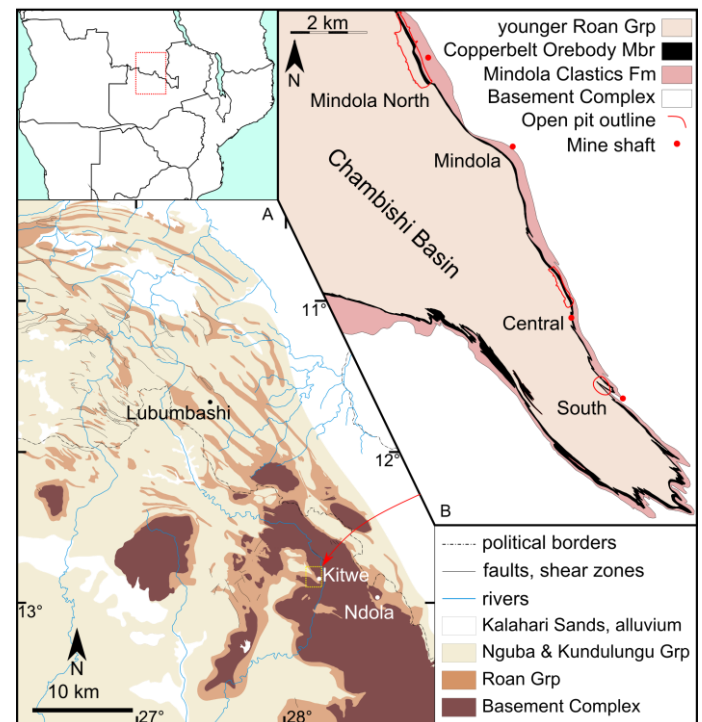 2 km
N
younger Roan Grp
Copperbelt Orebody Mbr
Mindola Clastics Fm
Basement Complex
Open pit outline
Mine shaft
Mindola North
Mindola
Chambishi Basin
Central
South
B
A
11°
12°
13°
27°
28°
Lubumbashi
Kitwe
Ndola
N
10 km
political borders
faults, shear zones
rivers
Kalahari Sands, alluvium
Nguba & Kundulungu Grp
Roan Grp
Basement Complex